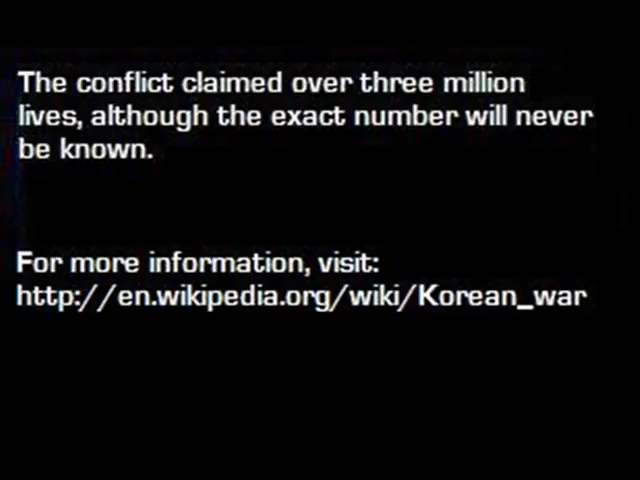 The conflict claimed over three million
lives, although the exact number will never
be known.
For more information, visit:
http://en.wikipedia.org/wiki/Korean_war